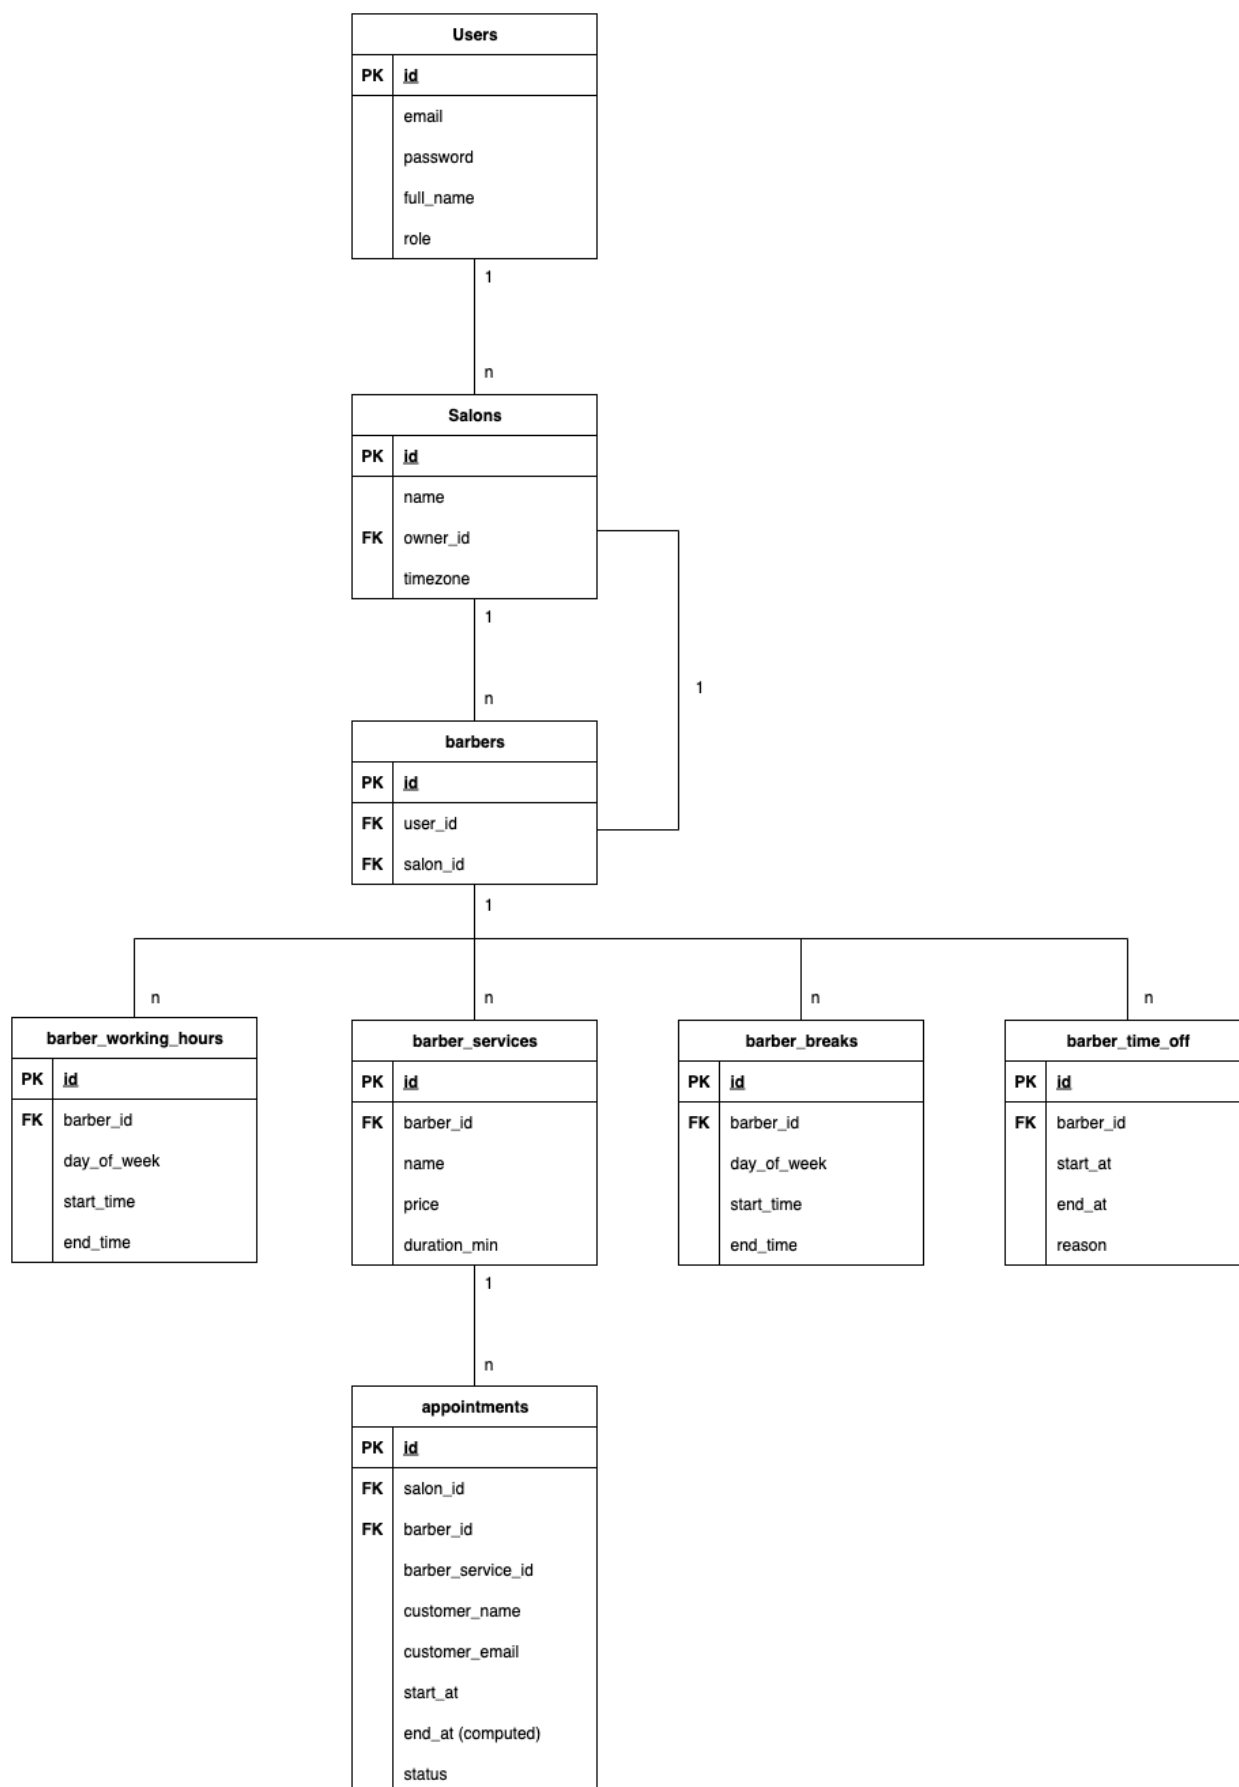 Users
PK id
email
password
full_name
role
1
n
Salons
PK id
name
FK owner_id
timezone
1
1
n
barbers
PK id
FK user_id
FK salon_id
1
n n n n
barber_working_hours
PK id
FK barber_id
day_of_week
start_time
end_time
barber_services
PK id
FK barber_id
name
price
duration_min
barber_breaks
PK id
FK barber_id
day_of_week
start_time
end_time
barber_time_off
PK id
FK barber_id
start_at
end_at
reason
1
n
appointments
PK id
FK salon_id
FK barber_id
barber_service_id
customer_name
customer_email
start_at
end_at (computed)
status